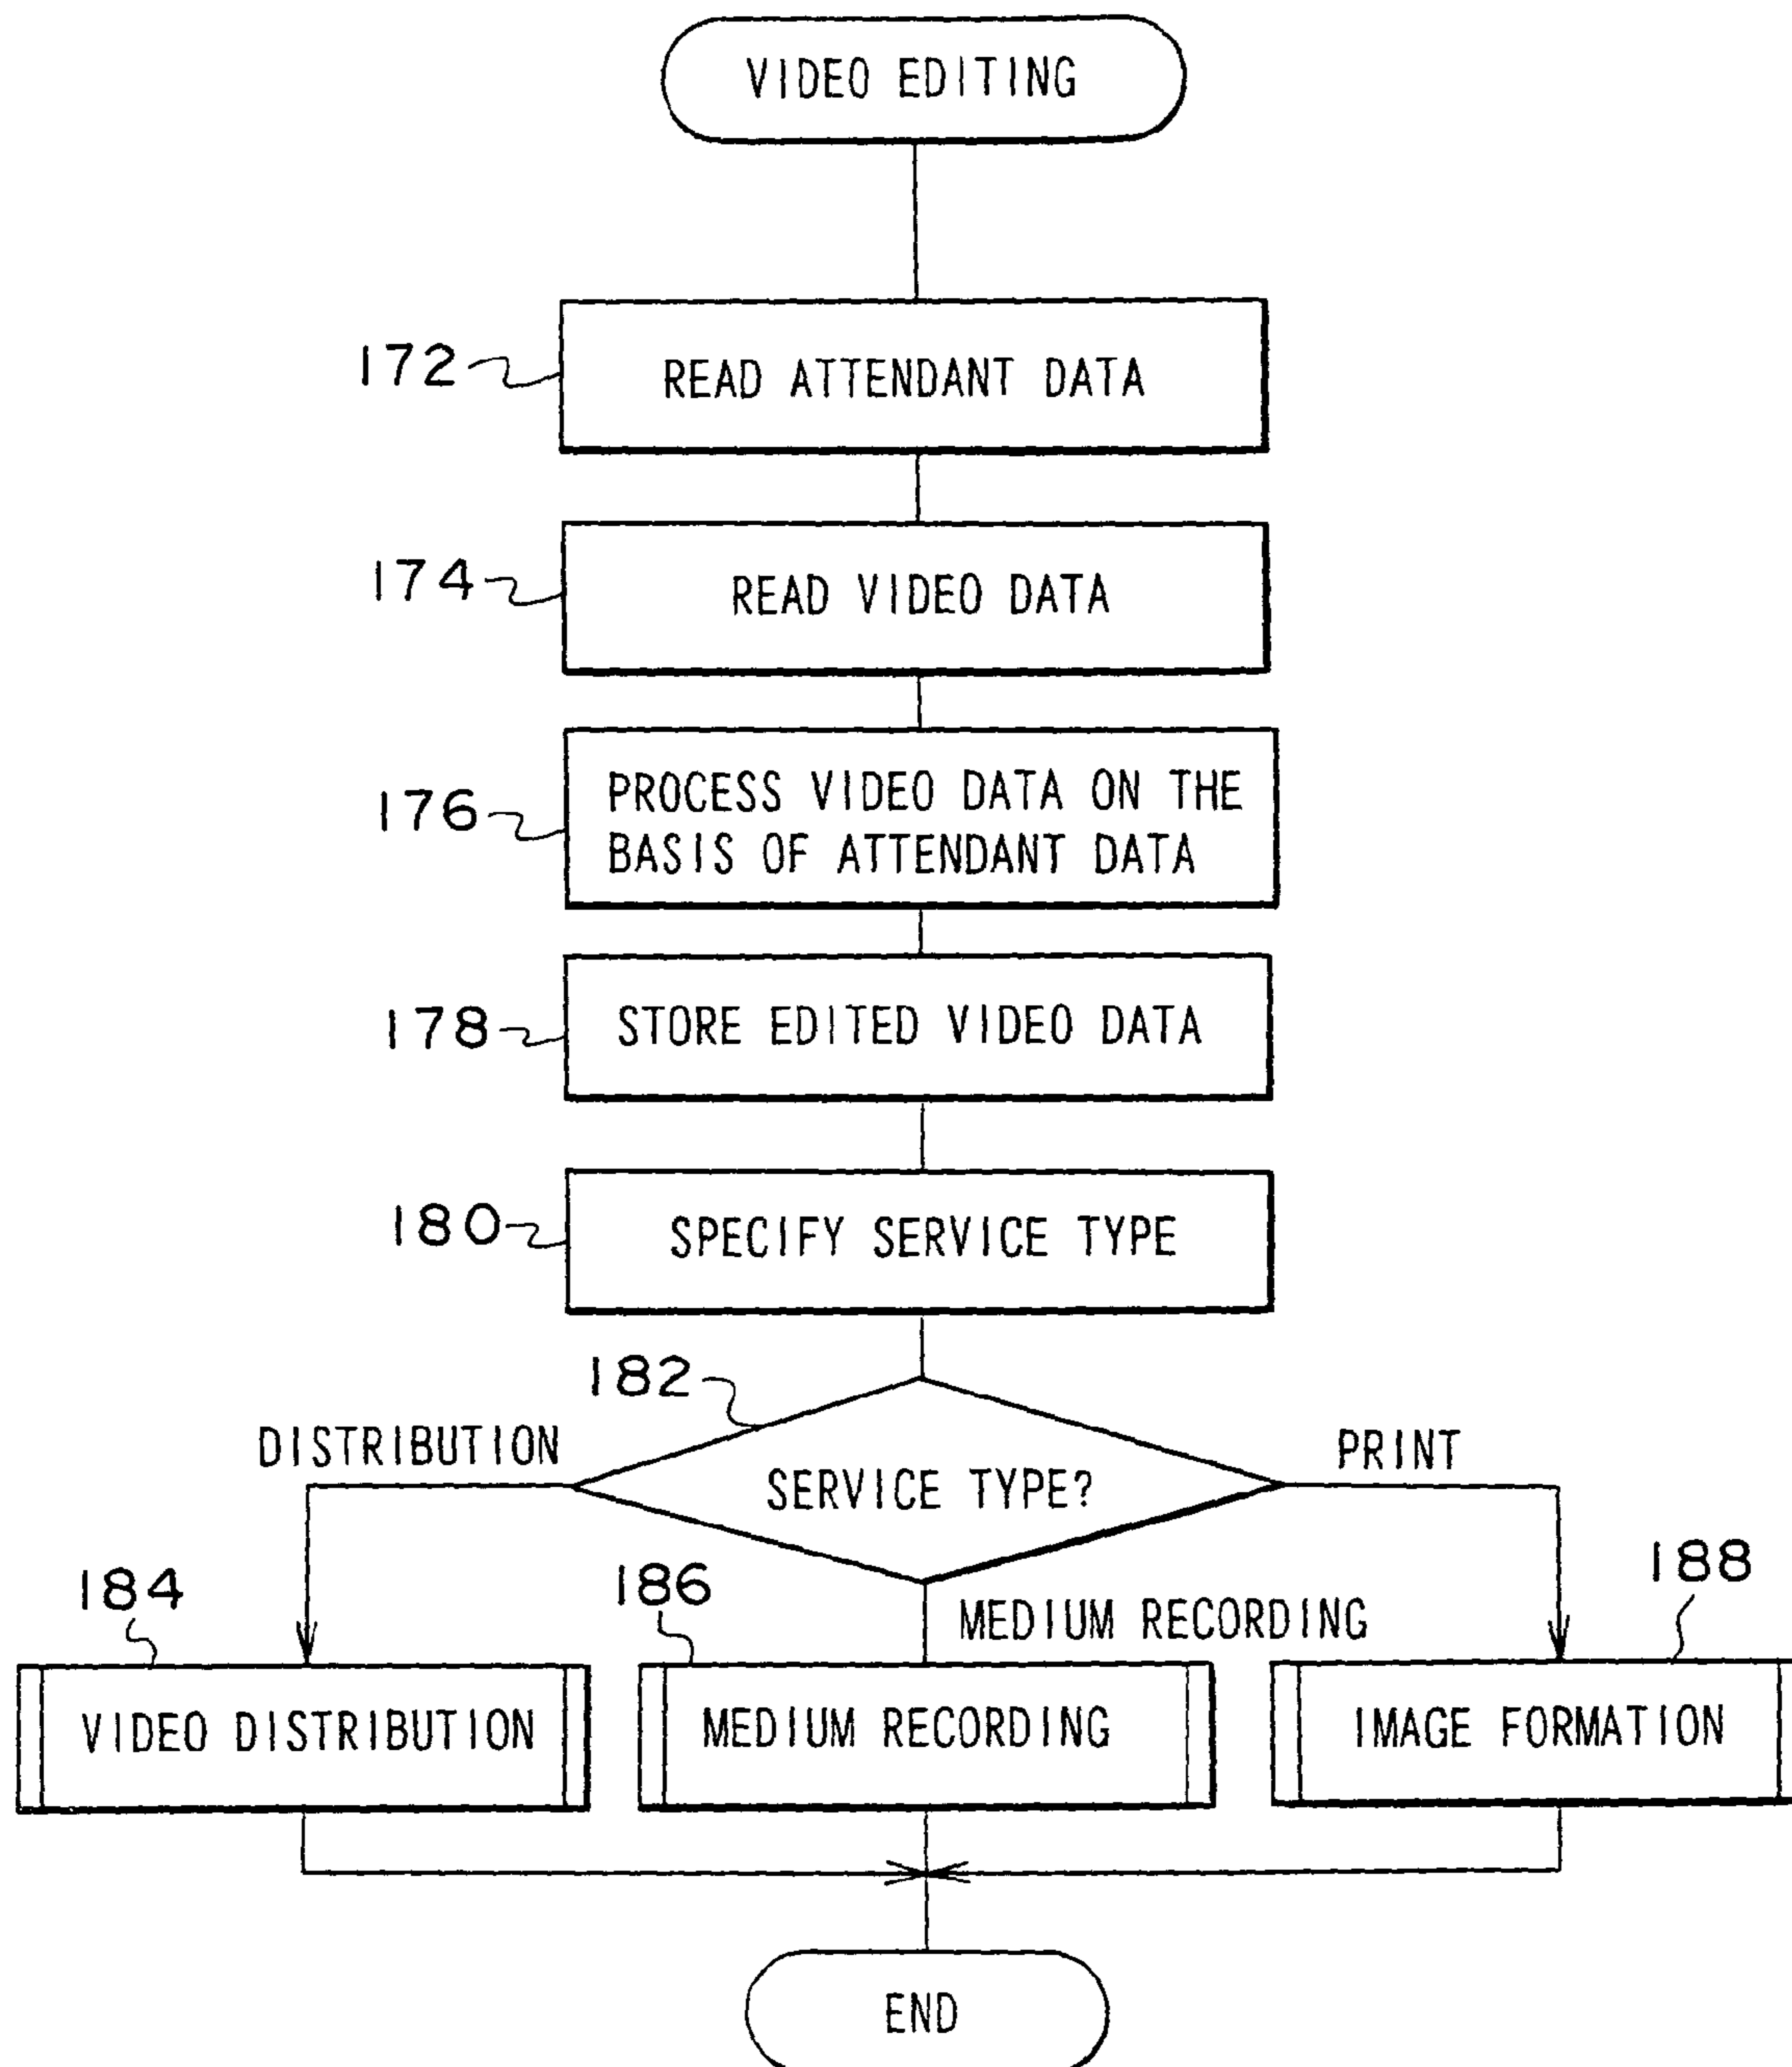 VIDEO EDITING
172
READ ATTENDANT DATA
174
READ VIDEO DATA
176
PROCESS VIDEO DATA ON THE
BASIS OF ATTENDANT DATA
178
STORE EDITED VIDEO DATA
180
SPECIFY SERVICE TYPE
182
DISTRIBUTION
SERVICE TYPE?
PRINT
184
186
MEDIUM RECORDING
188
VIDEO DISTRIBUTION
MEDIUM RECORDING
IMAGE FORMATION
END